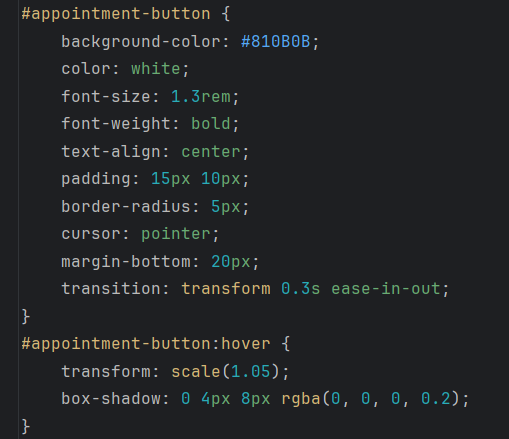 #appointment-button {
    background-color: #810B0B;
    color: white;
    font-size: 1.3rem;
    font-weight: bold;
    text-align: center;
    padding: 15px 10px;
    border-radius: 5px;
    cursor: pointer;
    margin-bottom: 20px;
    transition: transform 0.3s ease-in-out;
}
#appointment-button:hover {
    transform: scale(1.05);
    box-shadow: 0 4px 8px rgba(0, 0, 0, 0.2);
}